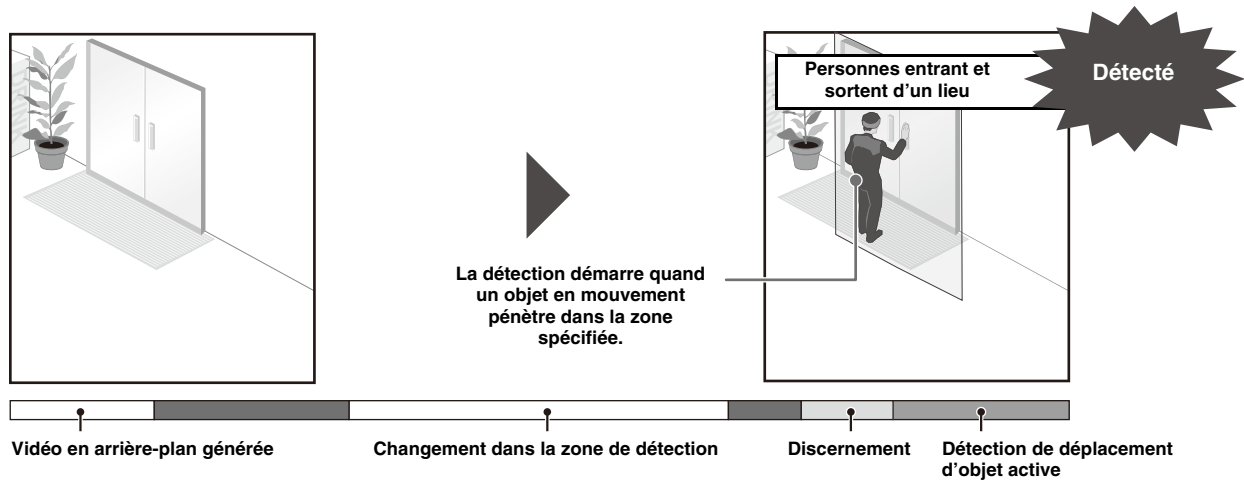 Personnes entrant et
sortent d'un lieu
Détecté
La détection démarre quand
un objet en mouvement
pénètre dans la zone
spécifiée.
Vidéo en arrière-plan générée
Changement dans la zone de détection
Discernement
Détection de déplacement
d'objet active